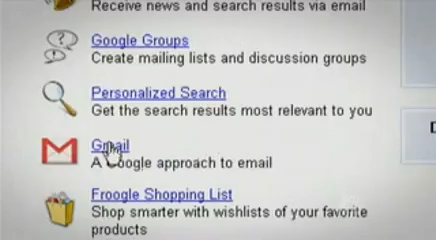 Receive news and search results via email
Google Groups
Create mailing lists and discussion groups
Personalized Search
Get the search results most relevant to you
Gmail
A Google approach to email
Froogle Shopping List
Shop smarter with wishlists of your favorite
products